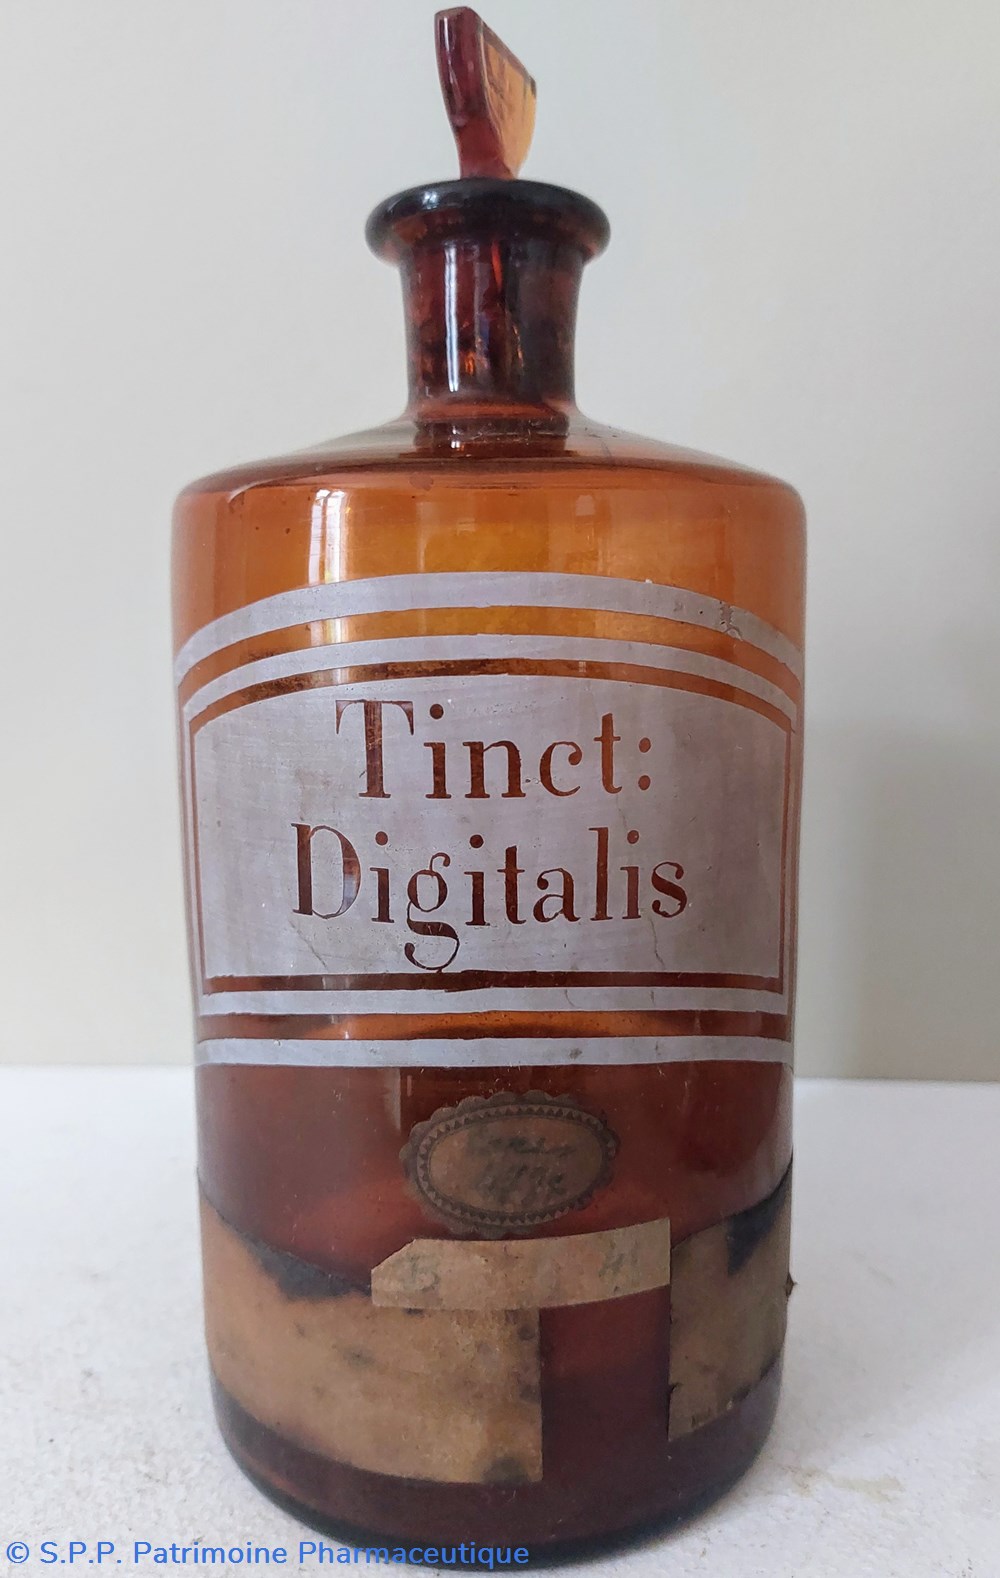 Tinct:
Digitalis
© S.P.P. Patrimoine Pharmaceutique